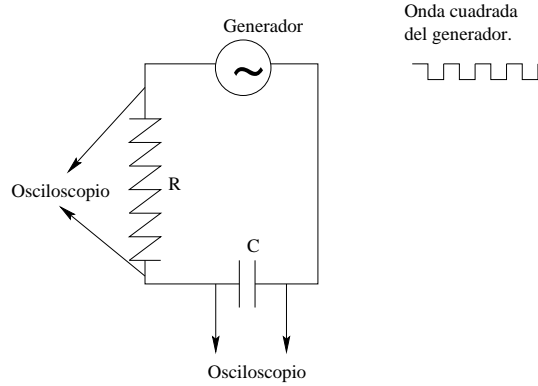 Generador
Onda cuadrada
del generador.
~
Osciloscopio
R
C
Osciloscopio